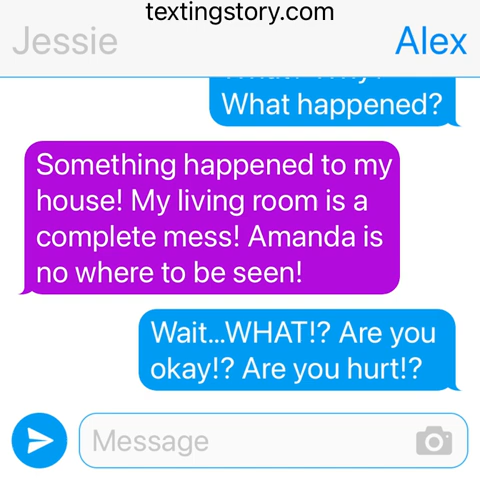 textingstory.com
Jessie Alex
What happened?
Something happened to my
house! My living room is a
complete mess! Amanda is
no where to be seen!
Wait...WHAT!? Are you
okay!? Are you hurt!?
Message